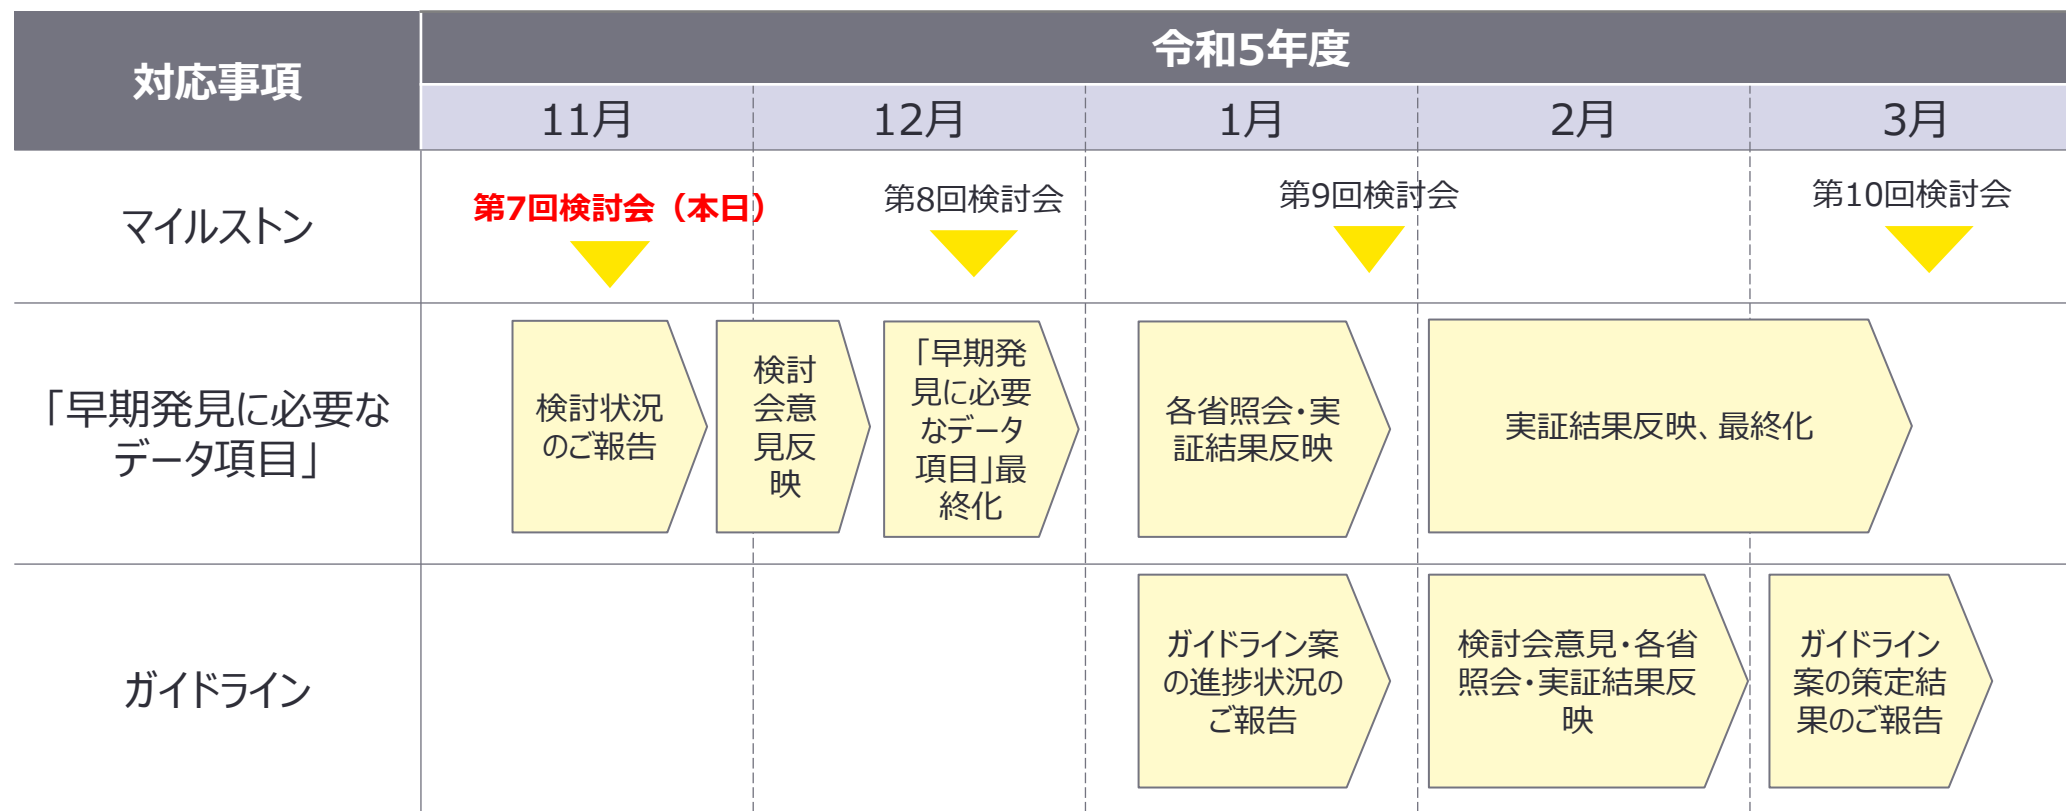 対応事項
令和5年度
11月
12月
1月
2月
3月
マイルストン
第7回検討会（本日）
第8回検討会
第9回検討会
第10回検討会
「早期発見に必要な
データ項目」
検討状況
のご報告
検討
会意
見反
映
「早期発
見に必要
なデータ
項目」最
終化
各省照会・実
証結果反映
実証結果反映、最終化
ガイドライン
ガイドライン案
の進捗状況の
ご報告
検討会意見・各省
照会・実証結果反
映
ガイドライン
案の策定結
果のご報告